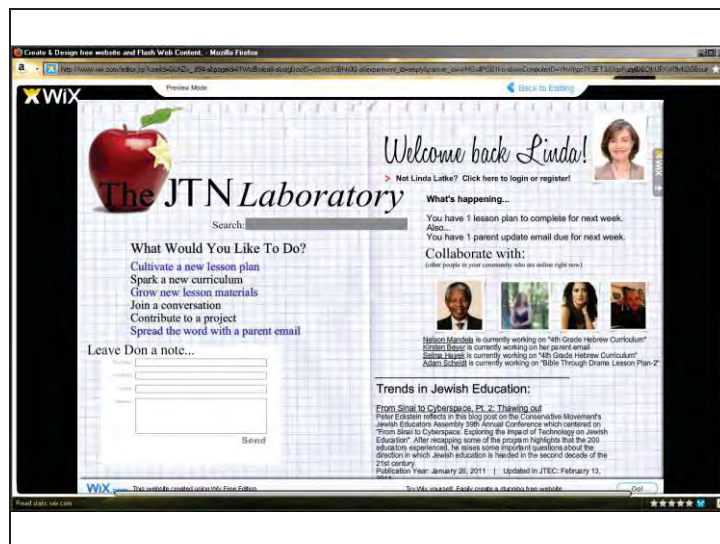 Create & Design free website and Flash Web Content. - Mozilla Firefox
WiX
Preview Mode
Back to Editing
The JTN Laboratory
Search:
What Would You Like To Do?
Cultivate a new lesson plan
Spark a new curriculum
Grow new lesson materials
Join a conversation
Contribute to a project
Spread the word with a parent email
Leave Don a note...
Send
Welcome back Linda!
> Not Linda Latke? Click here to login or register!
WiX
What's happening...
You have 1 lesson plan to complete for next week.
Also...
You have 1 parent update email due for next week.
Collaborate with:
(other people in your community who are online right now)
Nelson Mandela is currently working on "4th Grade Hebrew Curriculum"
Kirsten Beyer is currently working on her parent email
Selma Hayek is currently working on "4th Grade Hebrew Curriculum"
Adam Scheldt is currently working on "Bible Through Drama Lesson Plan-2"
Trends in Jewish Education:
From Sinai to Cyberspace, Pt. 2: Thawing out
Peter Eckstein reflects in this blog post on the Conservative Movement's
Jewish Educators Assembly 39th Annual Conference which centered on
"From Sinai to Cyberspace: Exploring the Impact of Technology on Jewish
Education". After recapping some of the program highlights that the 200
educators experienced, he raises some important questions about the
direction in which Jewish education is headed in the second decade of the
21st century.
Publication Year: January 26, 2011 | Updated in JTEC: February 13,
WiX.com This website created using Wix Free Edition
Try Wix yourself. Easily create a stunning free website
Go!
Read static.wix.com